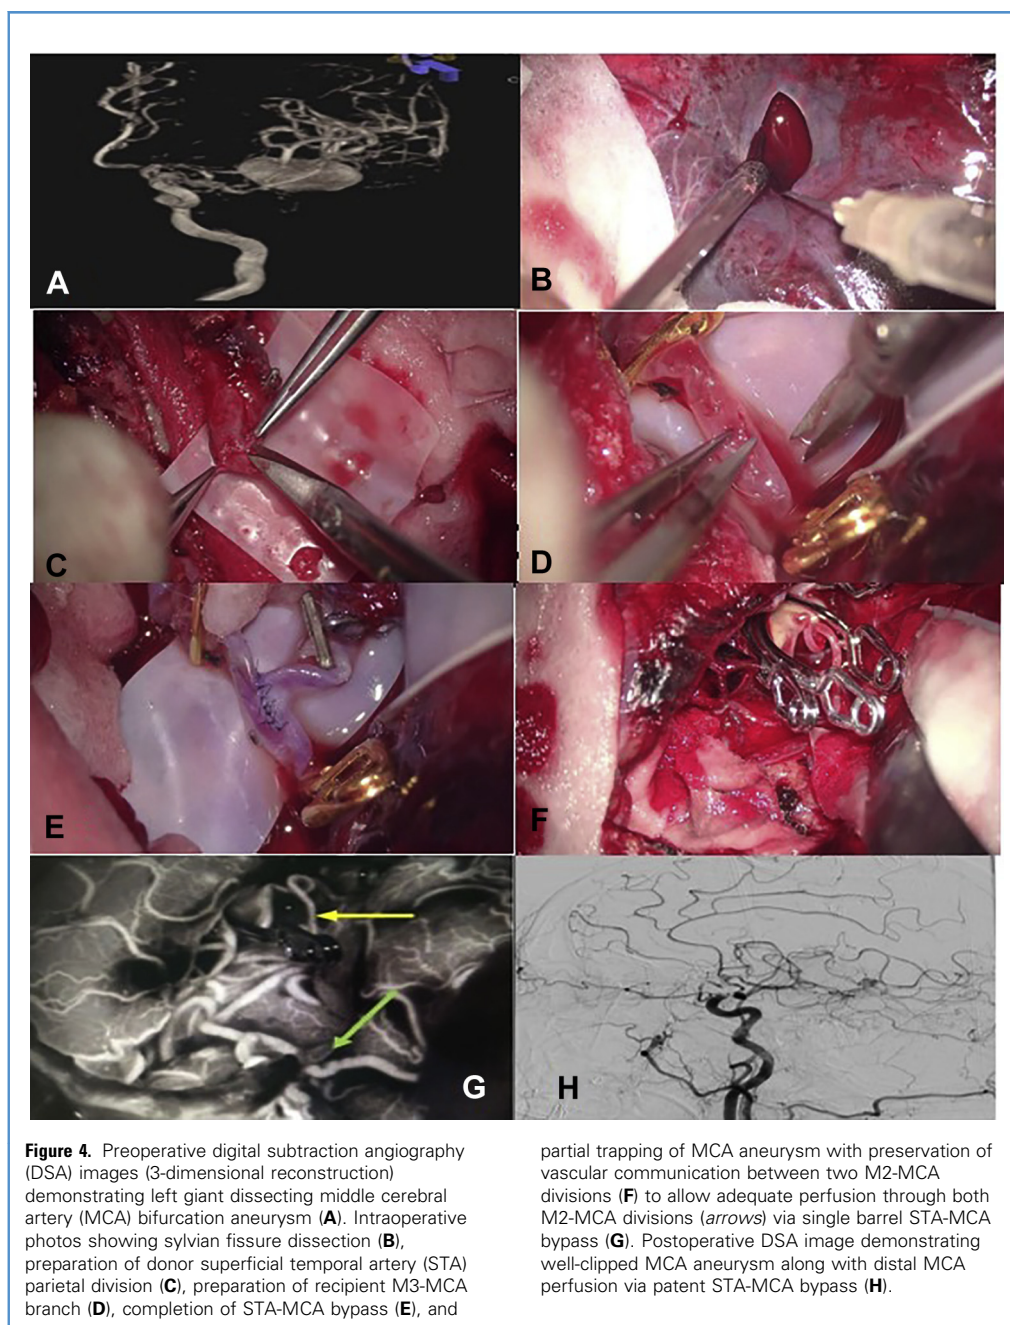 A
B
C
D
E
F
G
H
Figure 4. Preoperative digital subtraction angiography
(DSA) images (3-dimensional reconstruction)
demonstrating left giant dissecting middle cerebral
artery (MCA) bifurcation aneurysm (A). Intraoperative
photos showing sylvian fissure dissection (B),
preparation of donor superficial temporal artery (STA)
parietal division (C), preparation of recipient M3-MCA
branch (D), completion of STA-MCA bypass (E), and
partial trapping of MCA aneurysm with preservation of
vascular communication between two M2-MCA
divisions (F) to allow adequate perfusion through both
M2-MCA divisions (arrows) via single barrel STA-MCA
bypass (G). Postoperative DSA image demonstrating
well-clipped MCA aneurysm along with distal MCA
perfusion via patent STA-MCA bypass (H).